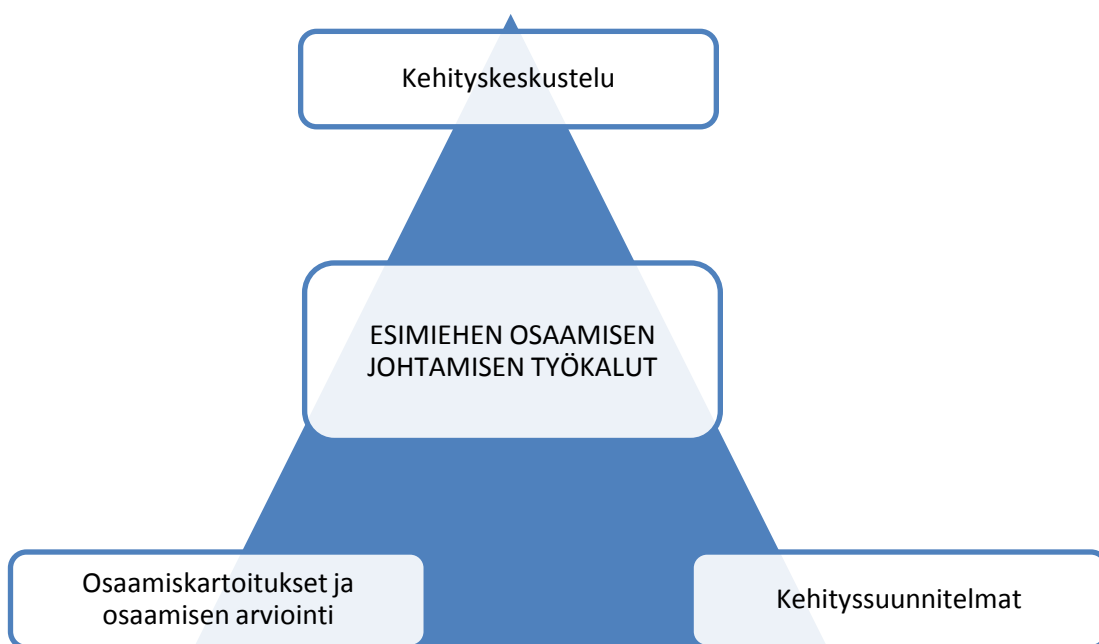 Kehityskeskustelu
ESIMIEHEN OSAAMISEN
JOHTAMISEN TYÖKALUT
Osaamiskartoitukset ja
osaamisen arviointi
Kehityssuunnitelmat